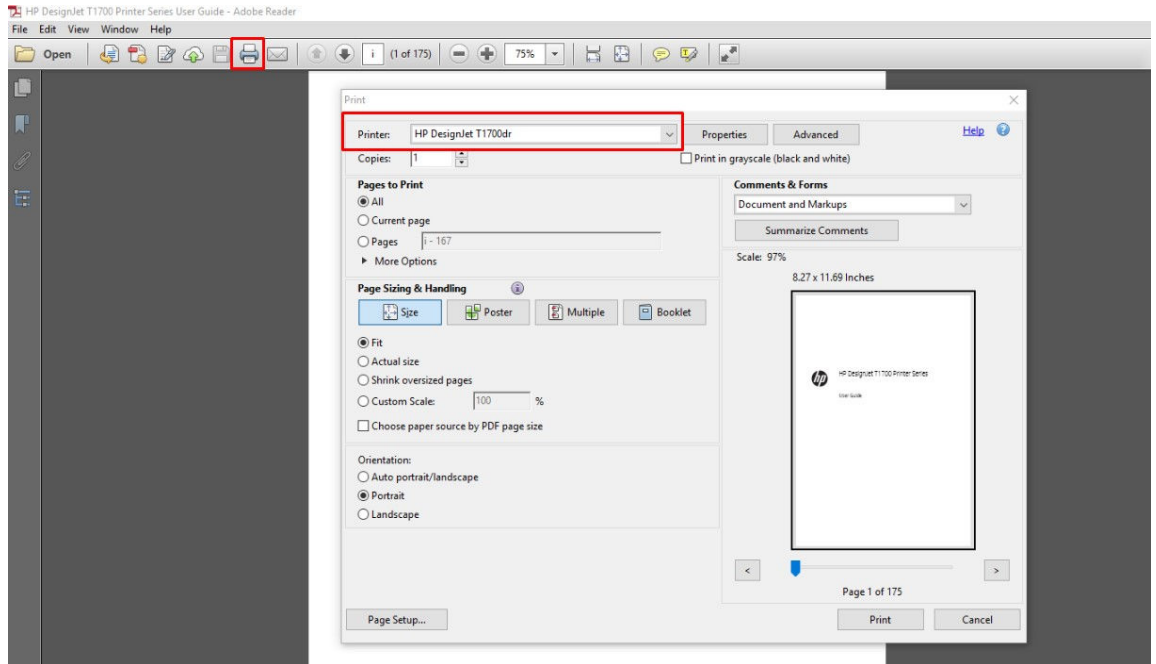 HP DesignJet T1700 Printer Series User Guide - Adobe Reader
File Edit View Window Help
Open i (1 of 175) 75%
Print
Printer: HP DesignJet T1700dr Properties Advanced Help
Copies: 1 Print in grayscale (black and white)
Pages to Print Comments & Forms
All Document and Markups
Current page
Pages i - 167 Summarize Comments
More Options Scale: 97%
8.27 x 11.69 Inches
Page Sizing & Handling
Size Poster Multiple Booklet
Fit
Actual size
hp HP DesignJet T1700 Printer Series
Shrink oversized pages
User Guide
Custom Scale: 100 %
Choose paper source by PDF page size
Orientation:
Auto portrait/landscape
Portrait
Landscape
< >
Page 1 of 175
Page Setup... Print Cancel